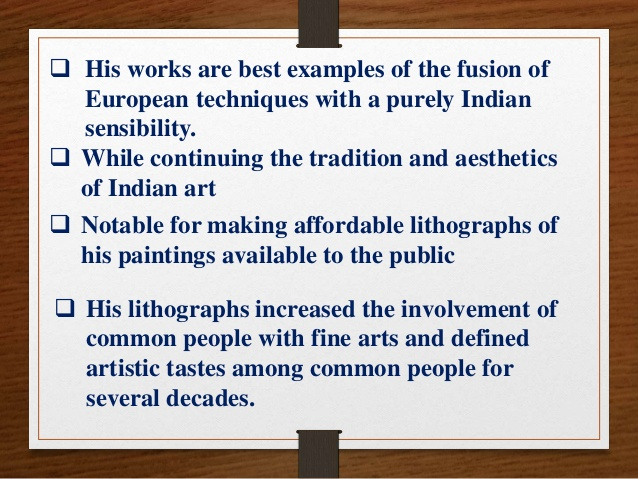 ❑ His works are best examples of the fusion of
European techniques with a purely Indian
sensibility.
❑ While continuing the tradition and aesthetics
of Indian art
❑ Notable for making affordable lithographs of
his paintings available to the public
❑ His lithographs increased the involvement of
common people with fine arts and defined
artistic tastes among common people for
several decades.